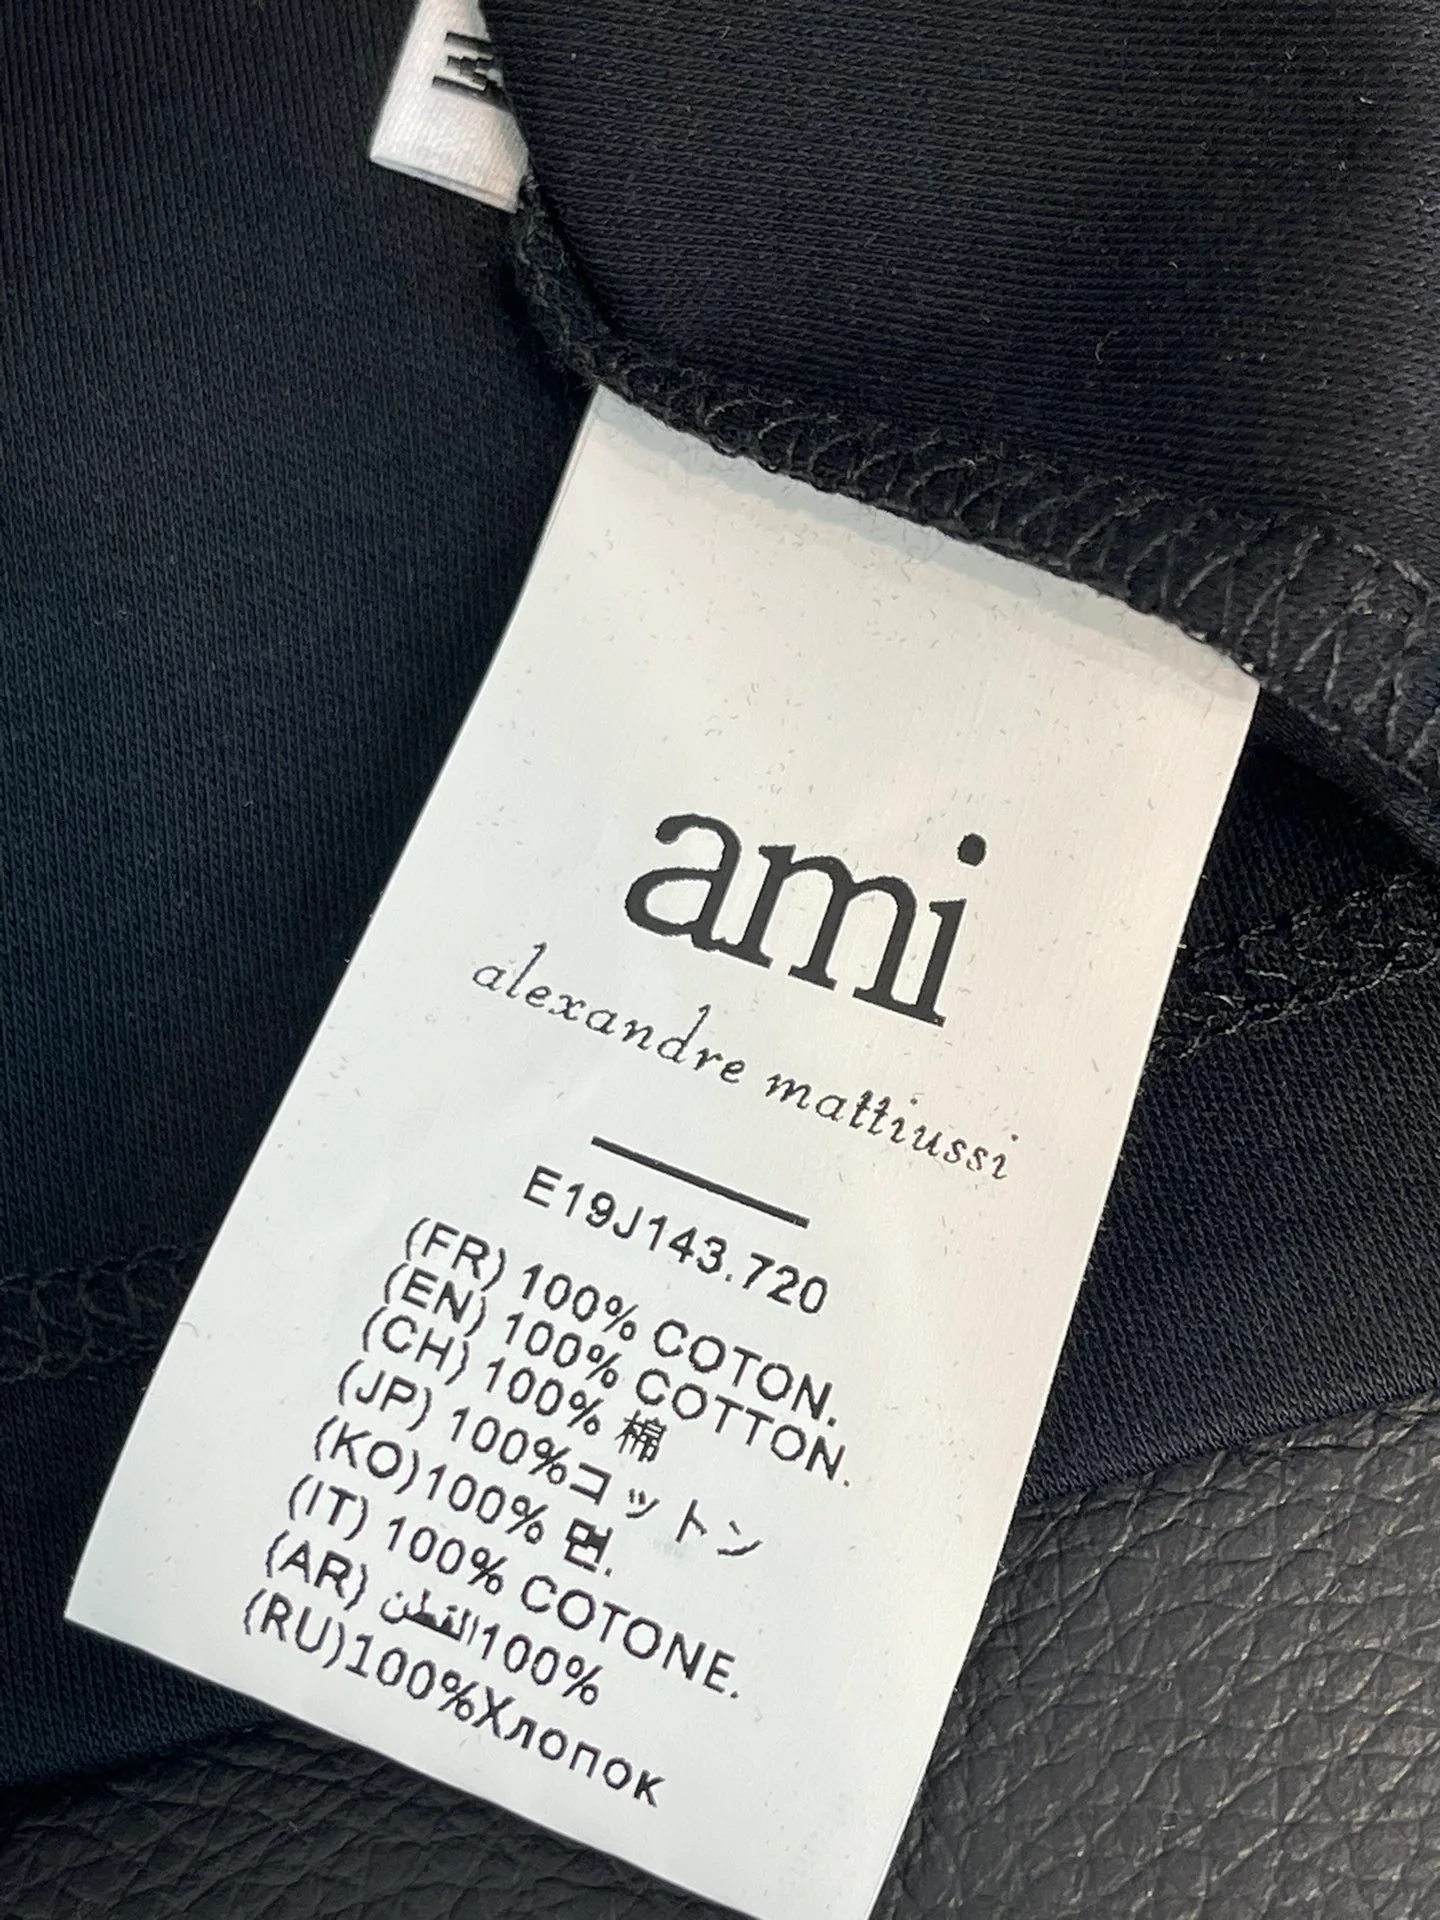 M
ami
alexandre mattiussi
E19J143.720
(FR) 100% COTON.
(EN) 100% COTTON.
(CH) 100% 棉
(JP) 100%コットン
(KO)100% 면.
(IT) 100% COTONE.
(AR) القطن100%
(RU)100%Хлопок